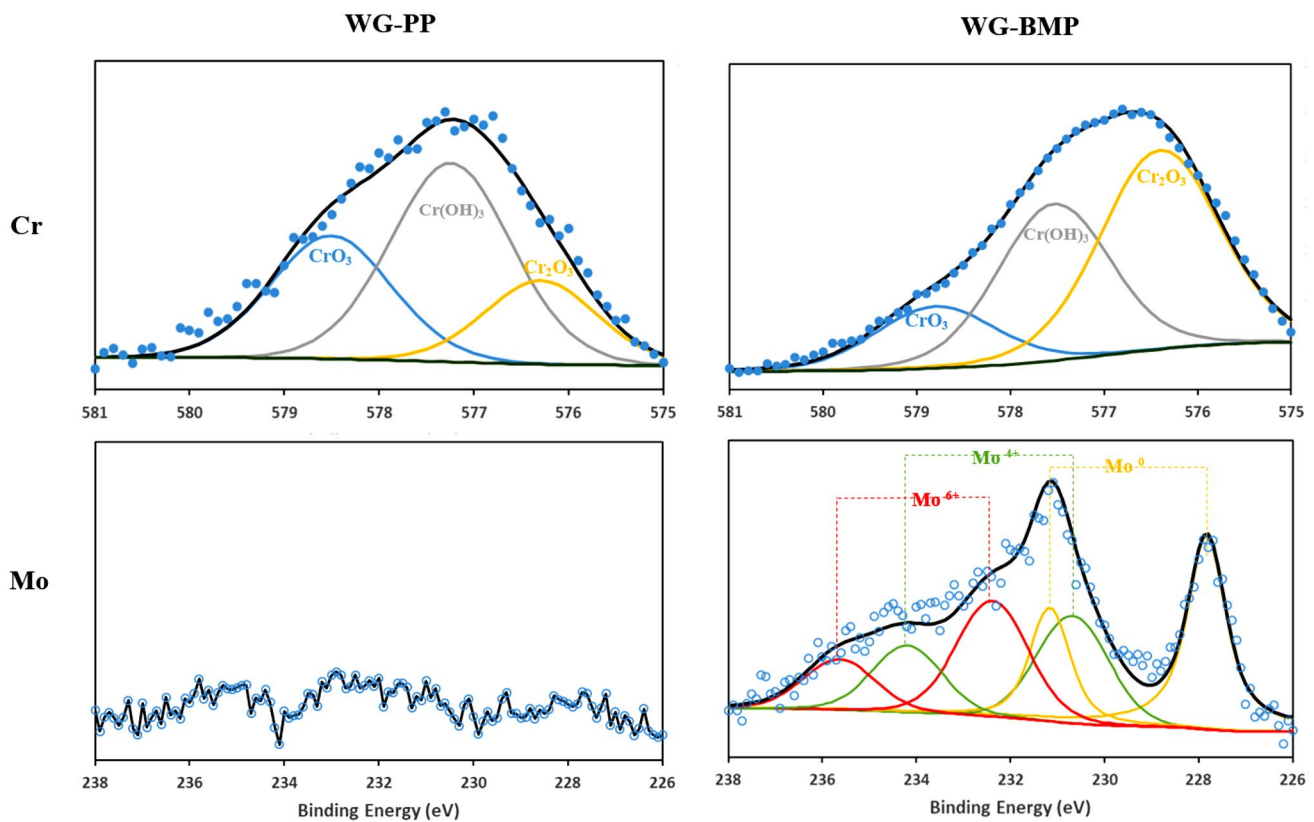 WG-PP
WG-BMP
Cr
CrO₃
Cr(OH)₃
Cr₂O₃
581 580 579 578 577 576 575
CrO₃
Cr(OH)₃
Cr₂O₃
581 580 579 578 577 576 575
Mo
238 236 234 232 230 228 226
Binding Energy (eV)
Mo ⁶⁺
Mo ⁴⁺
Mo ⁰
238 236 234 232 230 228 226
Binding Energy (eV)